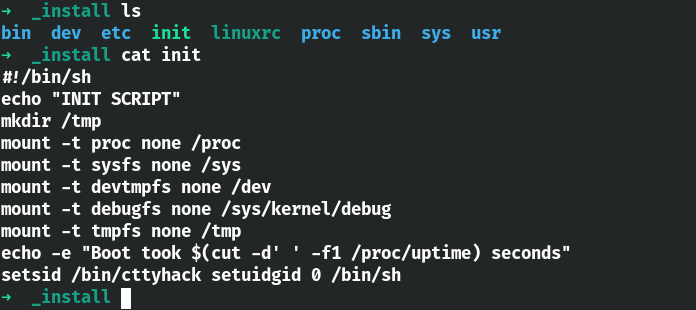 ➜  _install ls
bin  dev  etc  init  linuxrc  proc  sbin  sys  usr
➜  _install cat init
#!/bin/sh
echo "INIT SCRIPT"
mkdir /tmp
mount -t proc none /proc
mount -t sysfs none /sys
mount -t devtmpfs none /dev
mount -t debugfs none /sys/kernel/debug
mount -t tmpfs none /tmp
echo -e "Boot took $(cut -d' ' -f1 /proc/uptime) seconds"
setsid /bin/cttyhack setuidgid 0 /bin/sh
➜  _install